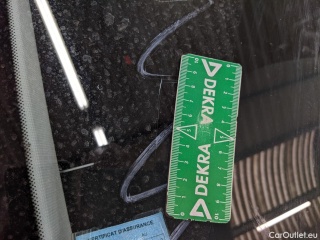 DEKRA
DEKRA
CERTIFICAT D'ASSURANCE
CarOutlet.eu